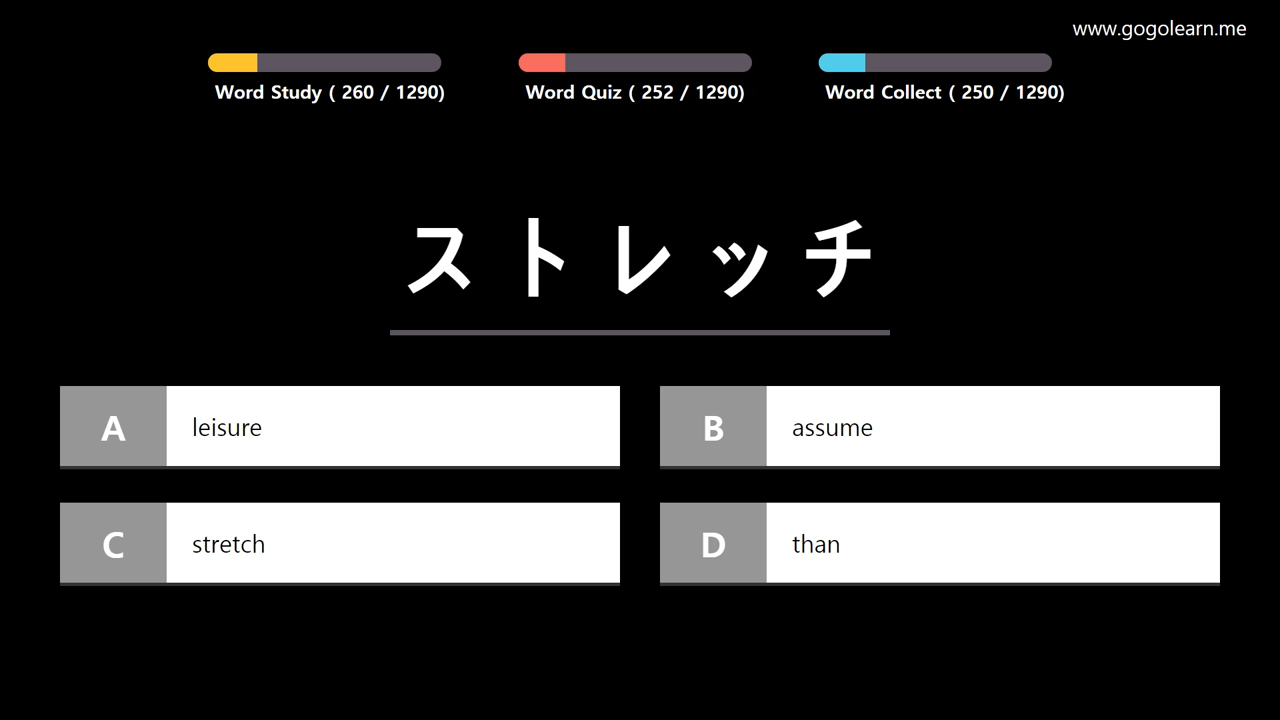 www.gogolearn.me
Word Study ( 260 / 1290)
Word Quiz ( 252 / 1290)
Word Collect ( 250 / 1290)
ストレッチ
A leisure
B assume
C stretch
D than